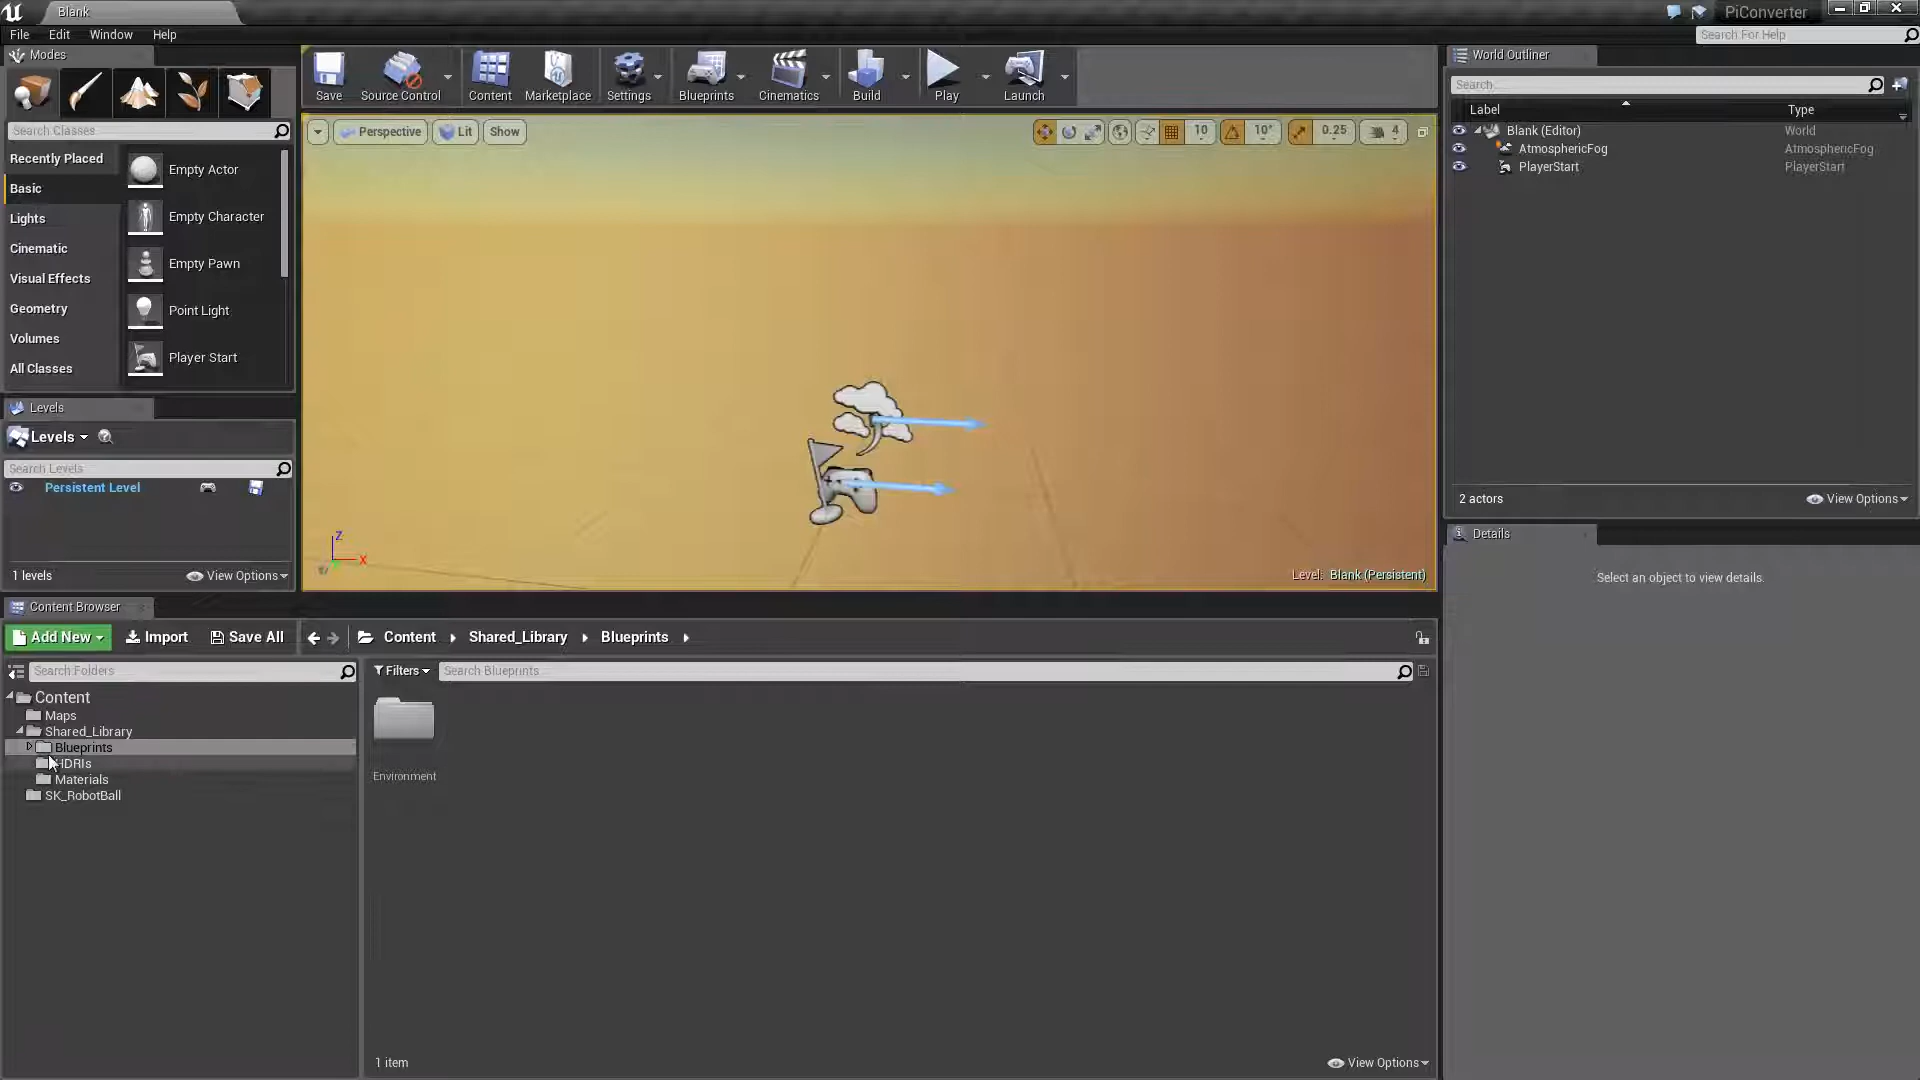 Blank
PiConverter
File Edit Window Help
Search For Help
Modes
Save Source Control Content Marketplace Settings Blueprints Cinematics Build Play Launch
World Outliner
Search...
Label Type
Blank (Editor) World
AtmosphericFog AtmosphericFog
PlayerStart PlayerStart
2 actors View Options
Search Classes
Recently Placed
Basic
Lights
Cinematic
Visual Effects
Geometry
Volumes
All Classes
Empty Actor
Empty Character
Empty Pawn
Point Light
Player Start
Perspective Lit Show
10 10° 0.25 4
Z
X
Level: Blank (Persistent)
Levels
Levels
Search Levels
Persistent Level
1 levels View Options
Details
Select an object to view details.
Content Browser
Add New Import Save All Content Shared_Library Blueprints
Search Folders
Filters Search Blueprints
Content
Maps
Shared_Library
Blueprints
HDRIs
Materials
SK_RobotBall
Environment
1 item View Options